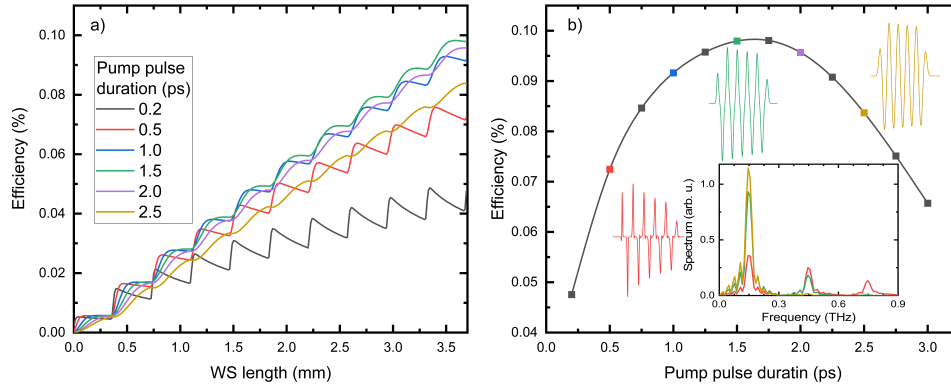 a)
Pump pulse
duration (ps)
0.2
0.5
1.0
1.5
2.0
2.5
Efficiency (%)
0.10
0.08
0.06
0.04
0.02
0.00
0.0 0.5 1.0 1.5 2.0 2.5 3.0 3.5
WS length (mm)
b)
Efficiency (%)
0.10
0.09
0.08
0.07
0.06
0.05
0.04
0.0 0.5 1.0 1.5 2.0 2.5 3.0
Pump pulse duratin (ps)
Spectrum (arb. u.)
1.0
0.5
0.0
0.0 0.3 0.6 0.9
Frequency (THz)